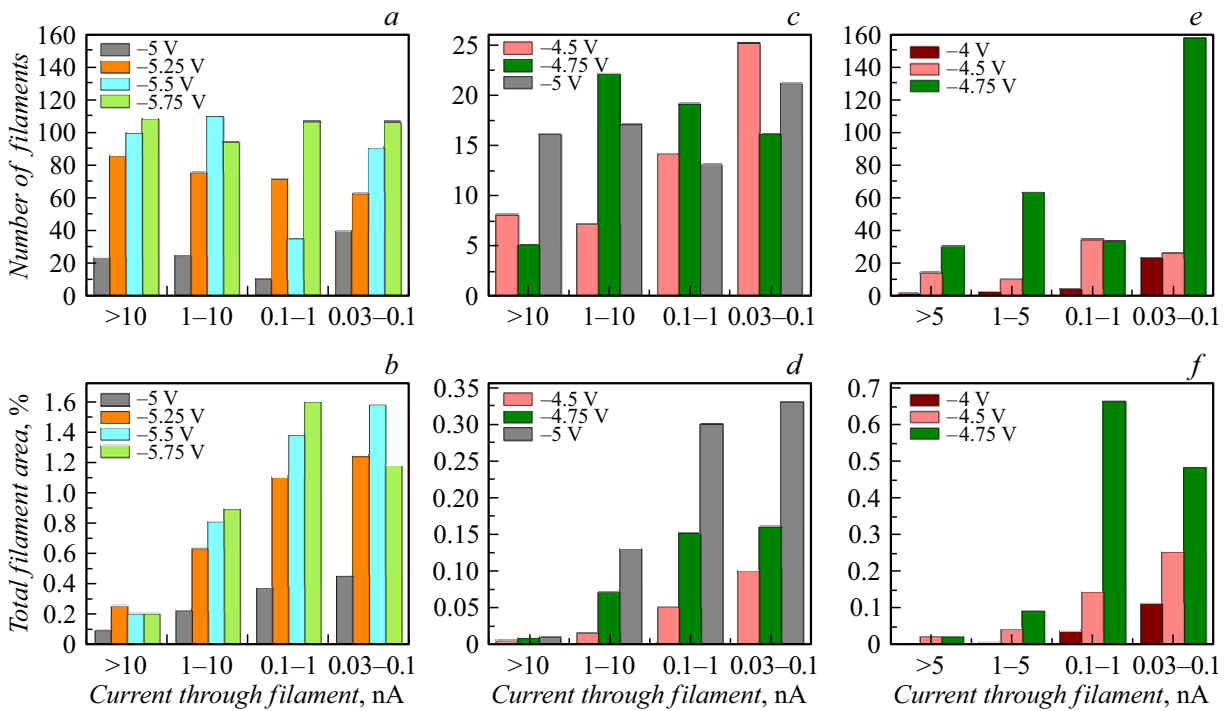 a
Number of filaments
160
140
120
100
80
60
40
20
0
–5 V
–5.25 V
–5.5 V
–5.75 V
>10
1–10
0.1–1
0.03–0.1
c
25
20
15
10
5
0
–4.5 V
–4.75 V
–5 V
>10
1–10
0.1–1
0.03–0.1
e
160
140
120
100
80
60
40
20
0
–4 V
–4.5 V
–4.75 V
>5
1–5
0.1–1
0.03–0.1
b
Total filament area, %
1.6
1.4
1.2
1.0
0.8
0.6
0.4
0.2
0
–5 V
–5.25 V
–5.5 V
–5.75 V
>10
1–10
0.1–1
0.03–0.1
Current through filament, nA
d
0.35
0.30
0.25
0.20
0.15
0.10
0.05
0
–4.5 V
–4.75 V
–5 V
>10
1–10
0.1–1
0.03–0.1
Current through filament, nA
f
0.7
0.6
0.5
0.4
0.3
0.2
0.1
0
–4 V
–4.5 V
–4.75 V
>5
1–5
0.1–1
0.03–0.1
Current through filament, nA